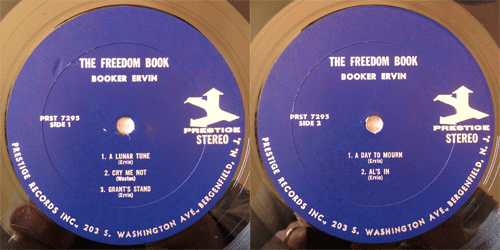 THE FREEDOM BOOK
BOOKER ERVIN
PRST 7295
SIDE 1
PRESTIGE
STEREO
1. A LUNAR TUNE
(Ervin)
2. CRY ME NOT
(Weston)
3. GRANT'S STAND
(Ervin)
PRESTIGE RECORDS INC., 203 S. WASHINGTON AVE., BERGENFIELD, N. J.
THE FREEDOM BOOK
BOOKER ERVIN
PRST 7295
SIDE 2
PRESTIGE
STEREO
1. A DAY TO MOURN
(Ervin)
2. AL'S IN
(Ervin)
PRESTIGE RECORDS INC., 203 S. WASHINGTON AVE., BERGENFIELD, N. J.